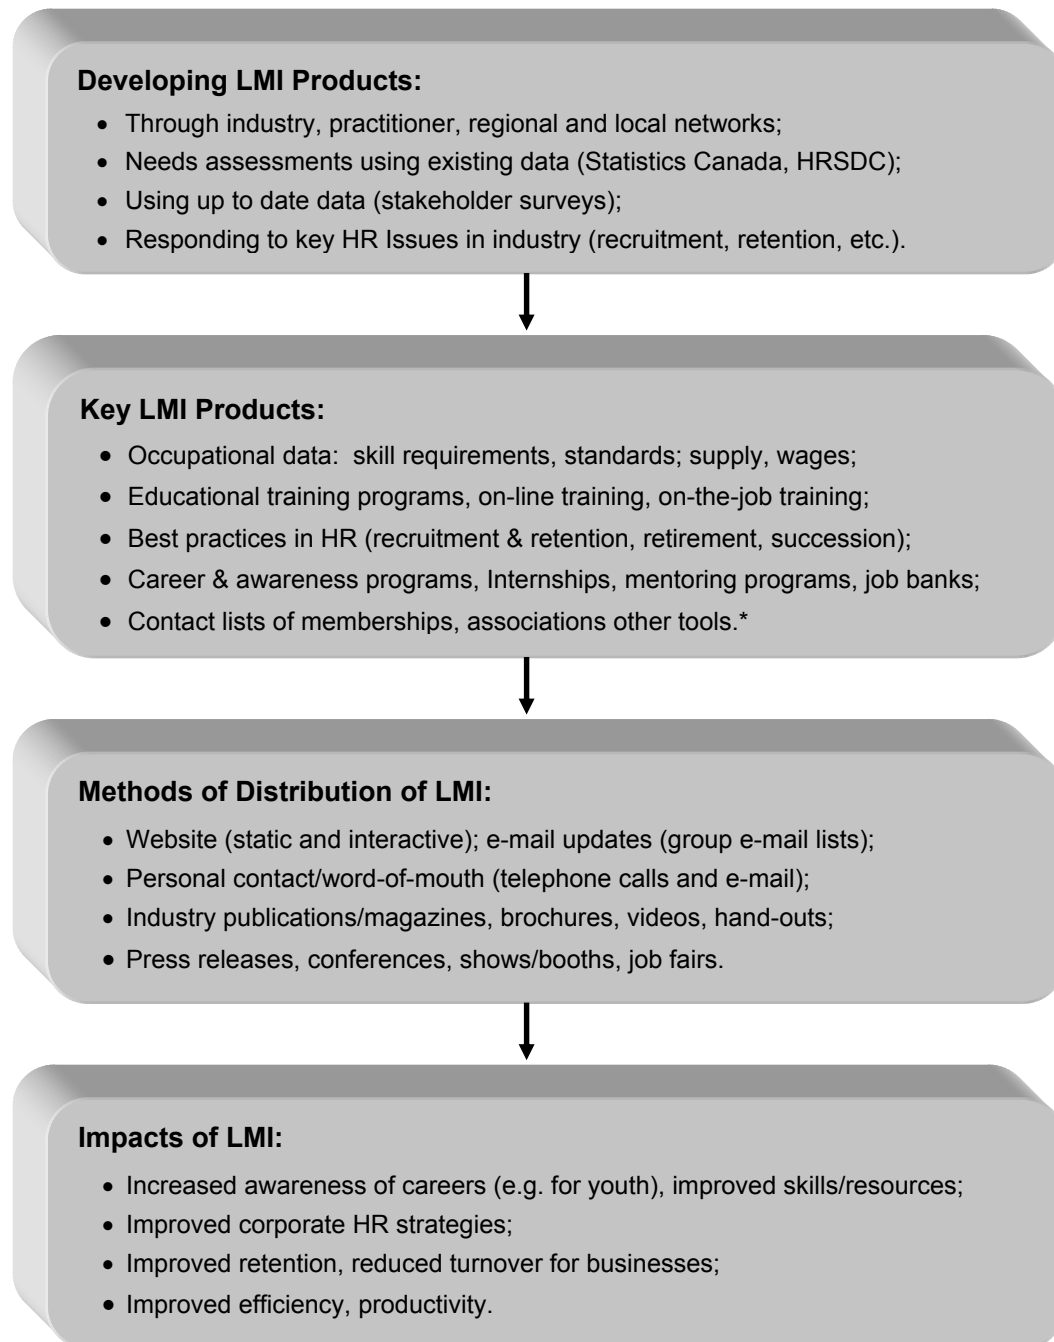 Developing LMI Products:
• Through industry, practitioner, regional and local networks;
• Needs assessments using existing data (Statistics Canada, HRSDC);
• Using up to date data (stakeholder surveys);
• Responding to key HR Issues in industry (recruitment, retention, etc.).
Key LMI Products:
• Occupational data:  skill requirements, standards; supply, wages;
• Educational training programs, on-line training, on-the-job training;
• Best practices in HR (recruitment & retention, retirement, succession);
• Career & awareness programs, Internships, mentoring programs, job banks;
• Contact lists of memberships, associations other tools.*
Methods of Distribution of LMI:
• Website (static and interactive); e-mail updates (group e-mail lists);
• Personal contact/word-of-mouth (telephone calls and e-mail);
• Industry publications/magazines, brochures, videos, hand-outs;
• Press releases, conferences, shows/booths, job fairs.
Impacts of LMI:
• Increased awareness of careers (e.g. for youth), improved skills/resources;
• Improved corporate HR strategies;
• Improved retention, reduced turnover for businesses;
• Improved efficiency, productivity.